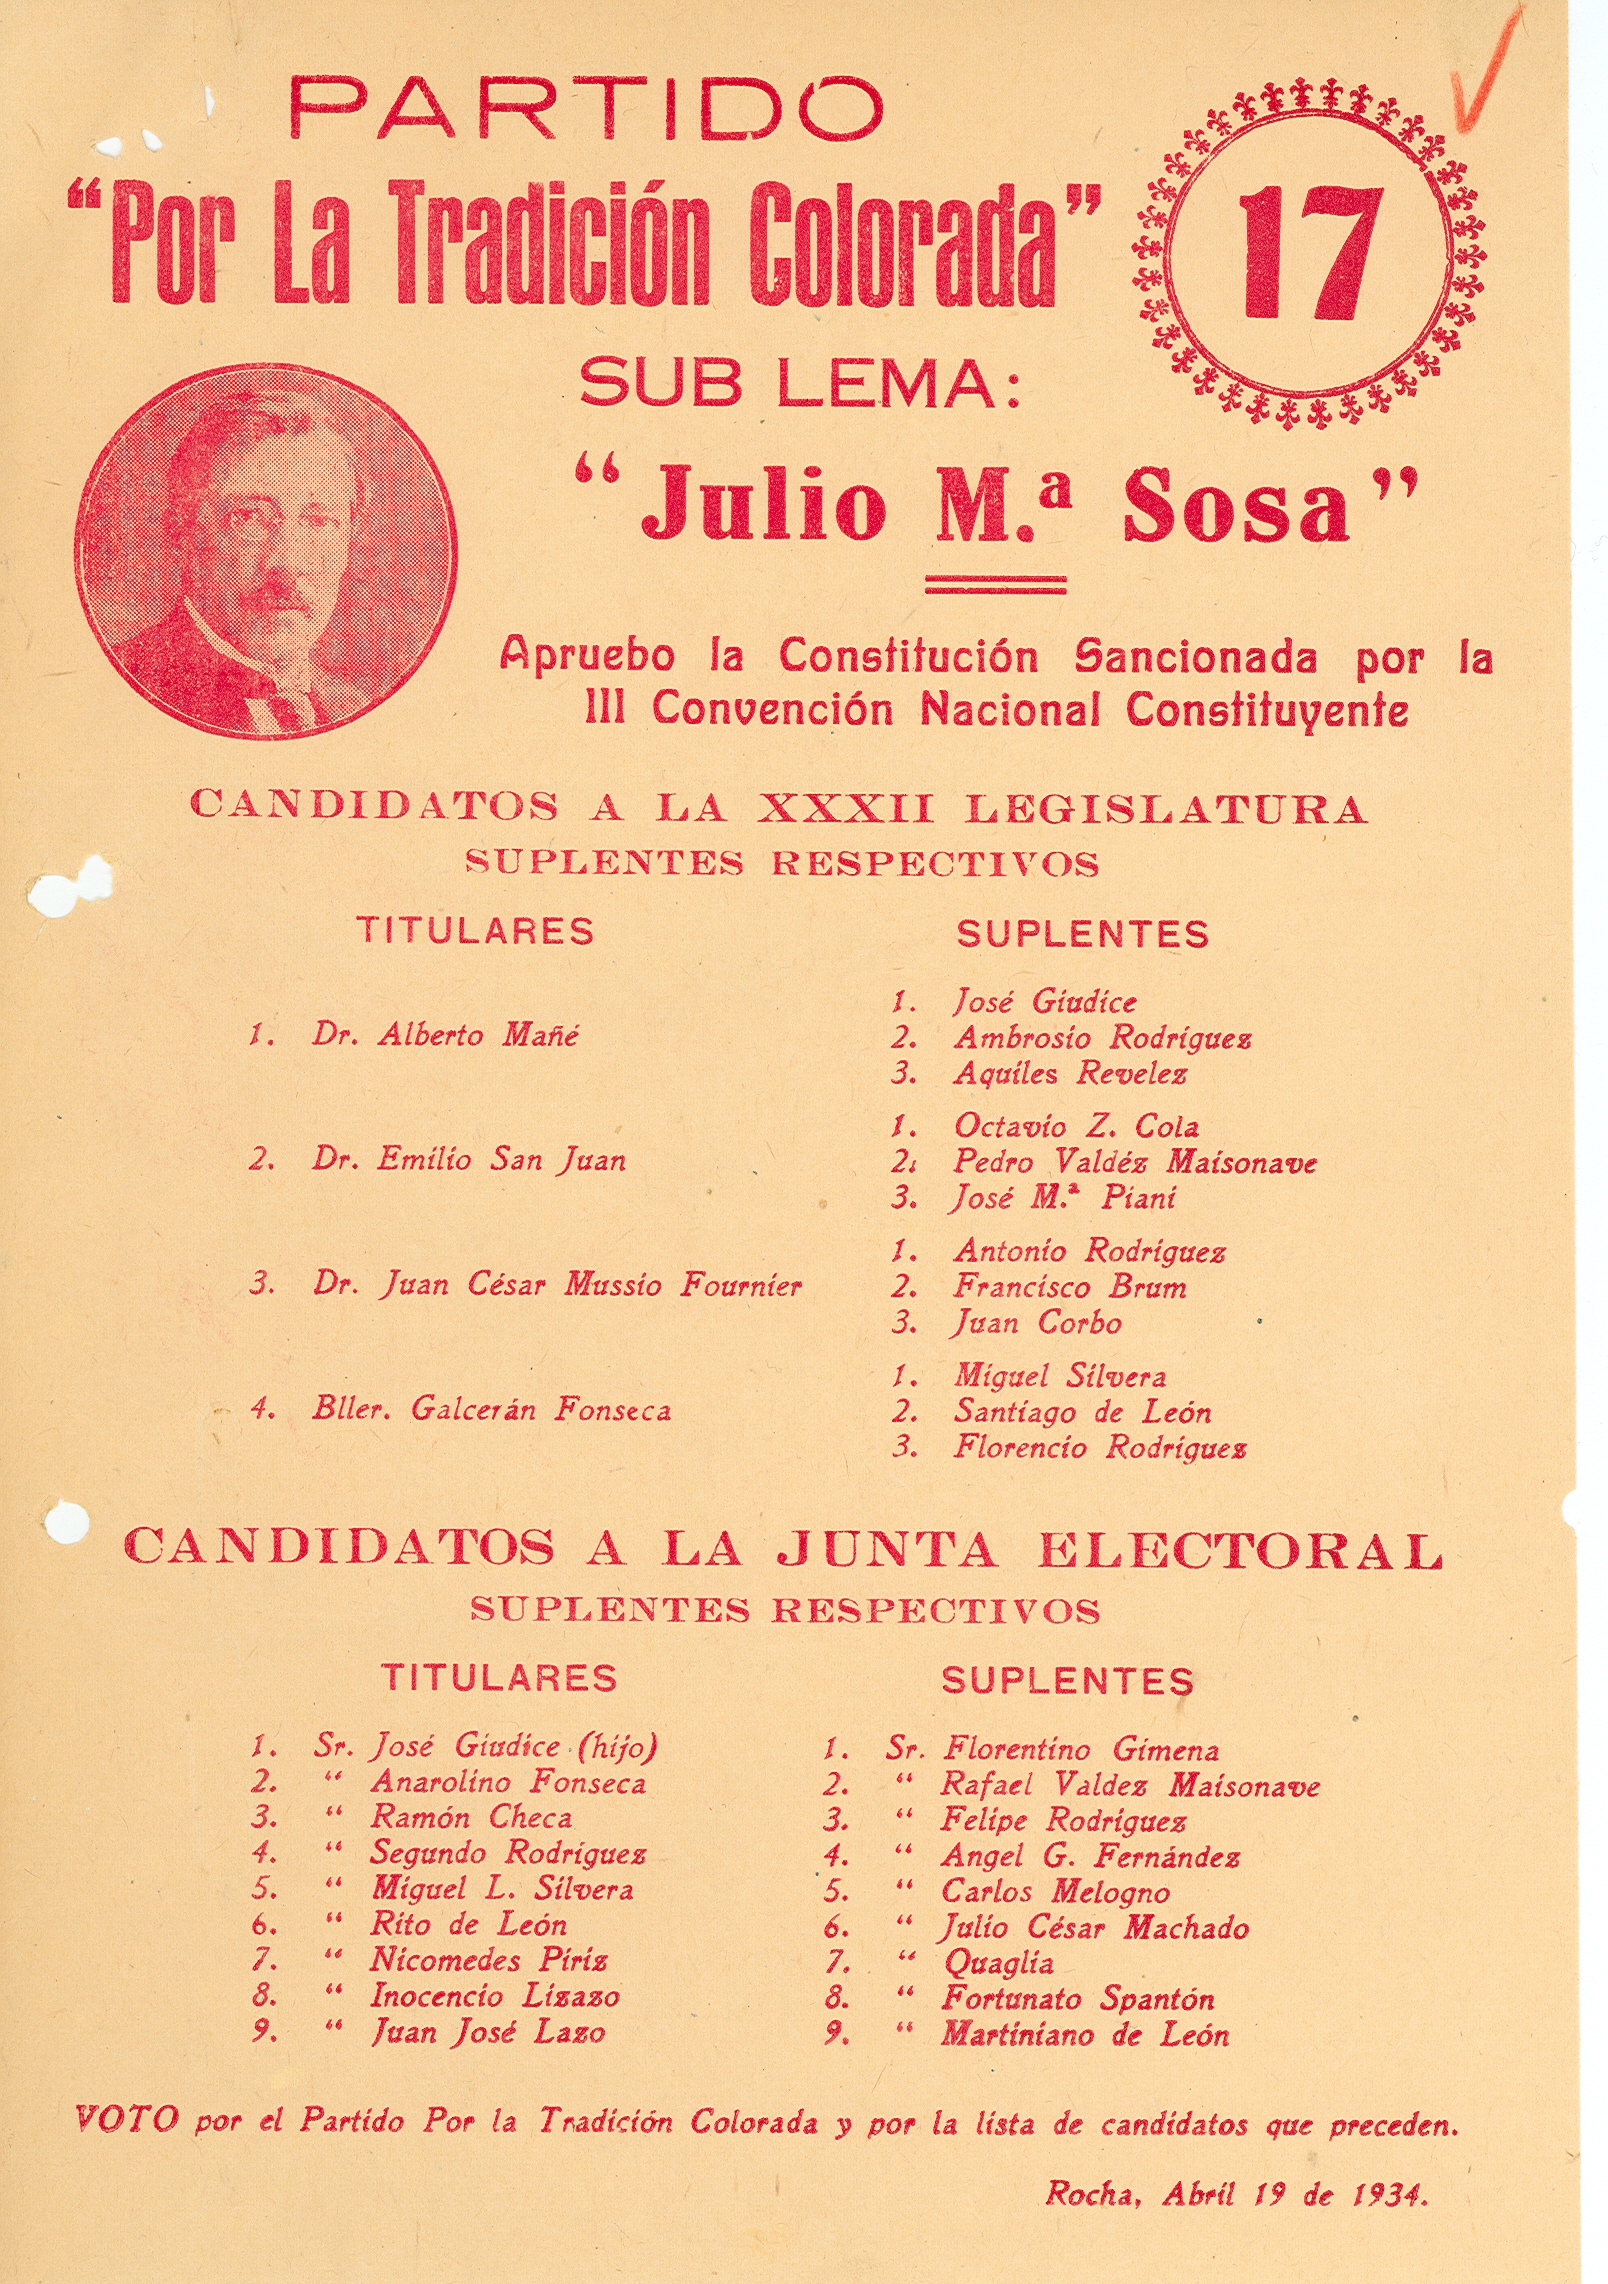 PARTIDO
“Por La Tradición Colorada”
17
SUB LEMA:
“Julio M.ª Sosa”
Apruebo la Constitución Sancionada por la
III Convención Nacional Constituyente
CANDIDATOS A LA XXXII LEGISLATURA
SUPLENTES RESPECTIVOS
TITULARES
SUPLENTES
1. Dr. Alberto Mañé
1. José Giudice
2. Ambrosio Rodríguez
3. Aquiles Revelez
2. Dr. Emilio San Juan
1. Octavio Z. Cola
2. Pedro Valdéz Maisonave
3. José M.ª Piani
3. Dr. Juan César Mussio Fournier
1. Antonio Rodríguez
2. Francisco Brum
3. Juan Corbo
4. Bller. Galcerán Fonseca
1. Miguel Silvera
2. Santiago de León
3. Florencio Rodríguez
CANDIDATOS A LA JUNTA ELECTORAL
SUPLENTES RESPECTIVOS
TITULARES
1. Sr. José Giudice (hijo)
2. “ Anarolino Fonseca
3. “ Ramón Checa
4. “ Segundo Rodríguez
5. “ Miguel L. Silvera
6. “ Rito de León
7. “ Nicomedes Piriz
8. “ Inocencio Lizazo
9. “ Juan José Lazo
SUPLENTES
1. Sr. Florentino Gimena
2. “ Rafael Valdez Maisonave
3. “ Felipe Rodríguez
4. “ Angel G. Fernández
5. “ Carlos Melogno
6. “ Julio César Machado
7. “ Quaglia
8. “ Fortunato Spantón
9. “ Martiniano de León
VOTO por el Partido Por la Tradición Colorada y por la lista de candidatos que preceden.
Rocha, Abril 19 de 1934.